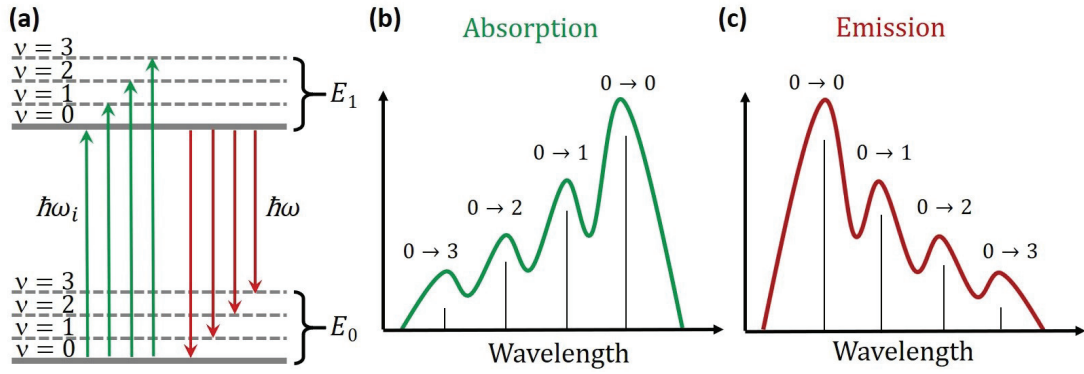 (a)
ν = 3
ν = 2
ν = 1
ν = 0
E₁
ħωᵢ
ħω
ν = 3
ν = 2
ν = 1
ν = 0
E₀
(b)
Absorption
0 → 0
0 → 1
0 → 2
0 → 3
Wavelength
(c)
Emission
0 → 0
0 → 1
0 → 2
0 → 3
Wavelength